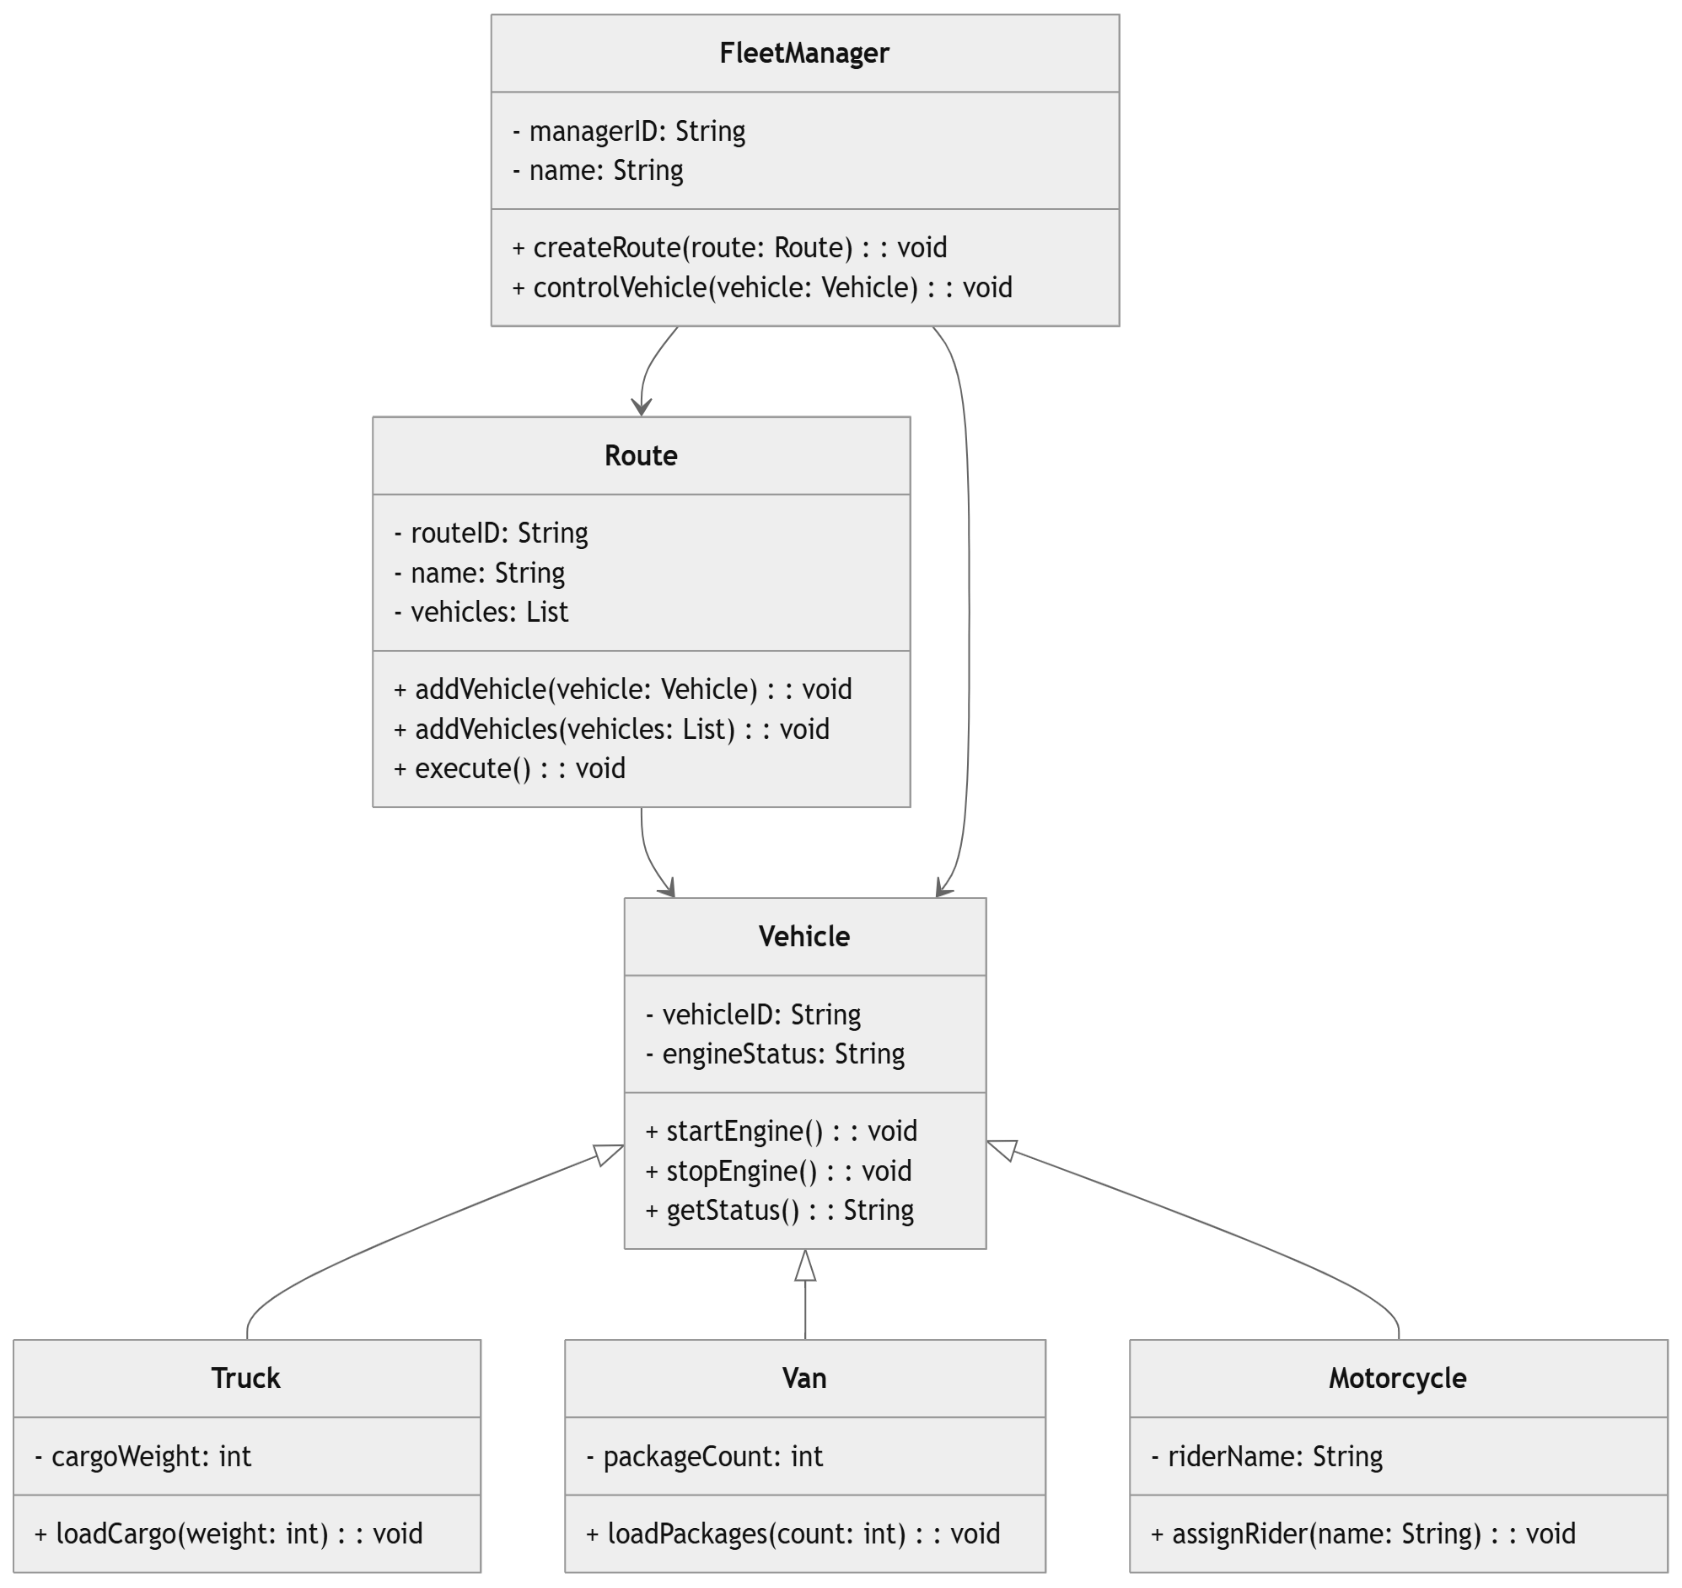 FleetManager
- managerID: String
- name: String
+ createRoute(route: Route) : : void
+ controlVehicle(vehicle: Vehicle) : : void
Route
- routeID: String
- name: String
- vehicles: List
+ addVehicle(vehicle: Vehicle) : : void
+ addVehicles(vehicles: List) : : void
+ execute() : : void
Vehicle
- vehicleID: String
- engineStatus: String
+ startEngine() : : void
+ stopEngine() : : void
+ getStatus() : : String
Truck
- cargoWeight: int
+ loadCargo(weight: int) : : void
Van
- packageCount: int
+ loadPackages(count: int) : : void
Motorcycle
- riderName: String
+ assignRider(name: String) : : void